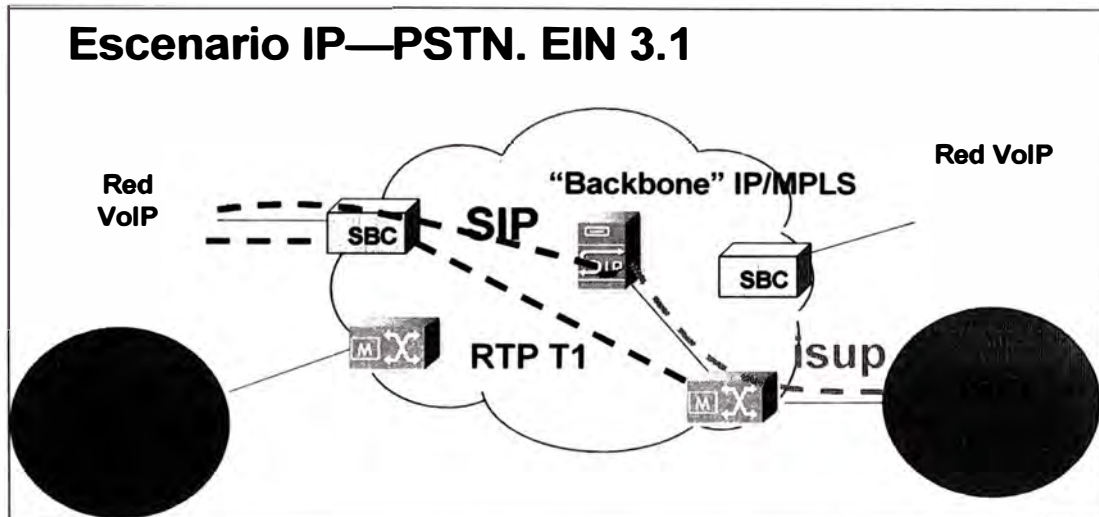 Escenario IP—PSTN. EIN 3.1
Red VoIP
"Backbone" IP/MPLS
Red
VoIP
SIP
SBC
SBC
RTP T1
isup
M
M